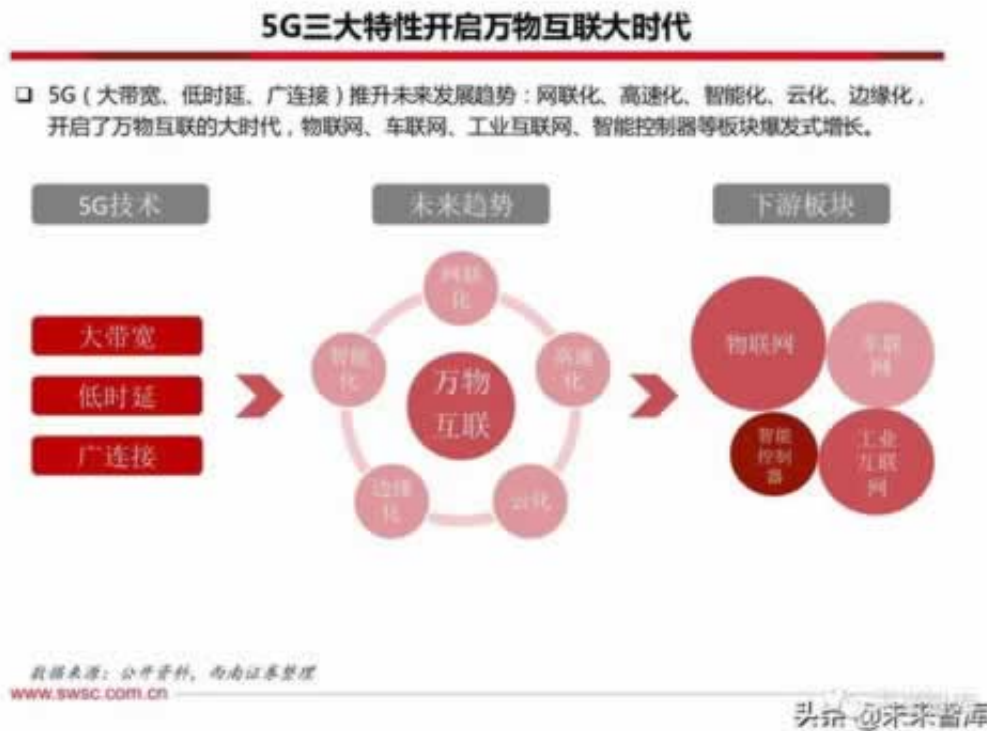 5G三大特性开启万物互联大时代
5G（大带宽、低时延、广连接）推升未来发展趋势：网联化、高速化、智能化、云化、边缘化，
开启了万物互联的大时代，物联网、车联网、工业互联网、智能控制器等板块爆发式增长。
5G技术
未来趋势
下游板块
大带宽
低时延
广连接
网联
化
智能
化
高速
化
万物
互联
边缘
化
云化
物联网
车联
网
智能
控制
器
工业
互联
网
数据来源：公开资料，西南证券整理
www.swsc.com.cn
头条 @未来智库